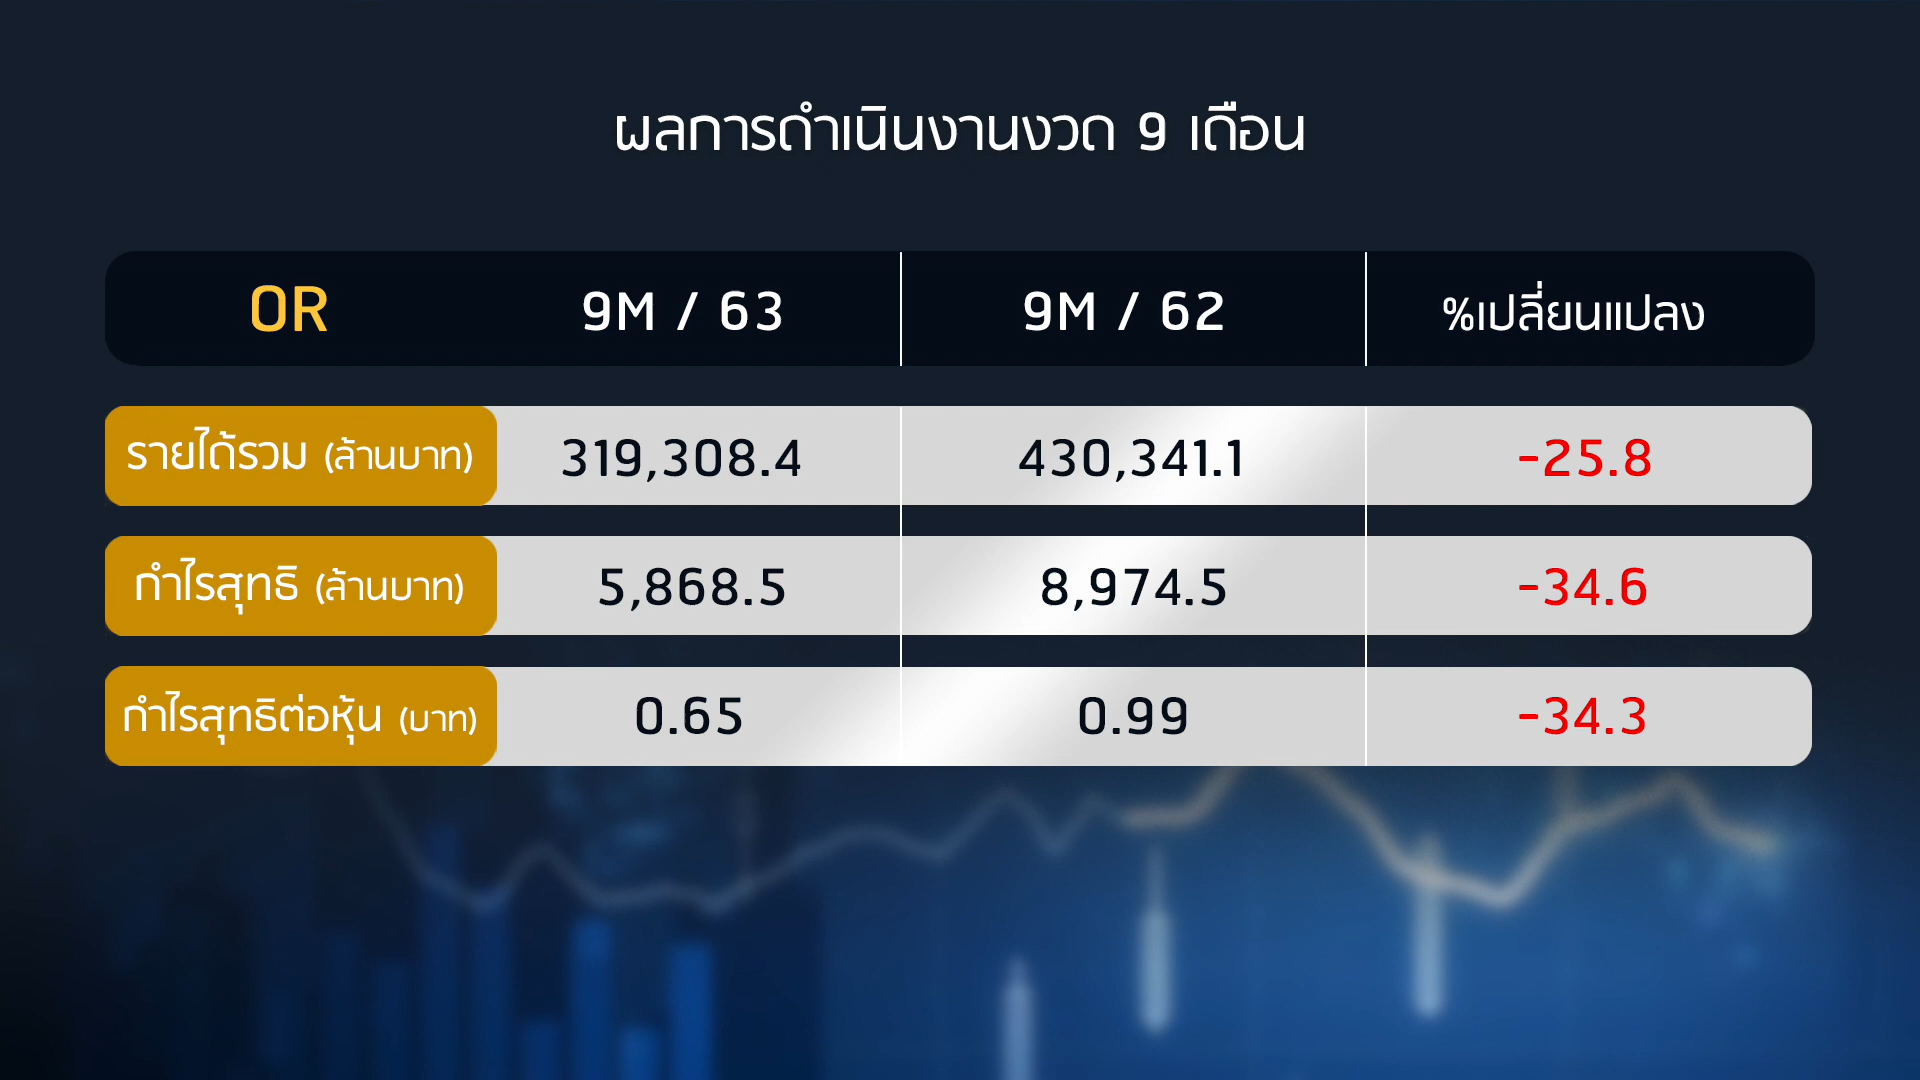 ผลการดำเนินงานงวด 9 เดือน
OR 9M / 63 9M / 62 %เปลี่ยนแปลง
รายได้รวม (ล้านบาท) 319,308.4 430,341.1 -25.8
กำไรสุทธิ (ล้านบาท) 5,868.5 8,974.5 -34.6
กำไรสุทธิต่อหุ้น (บาท) 0.65 0.99 -34.3